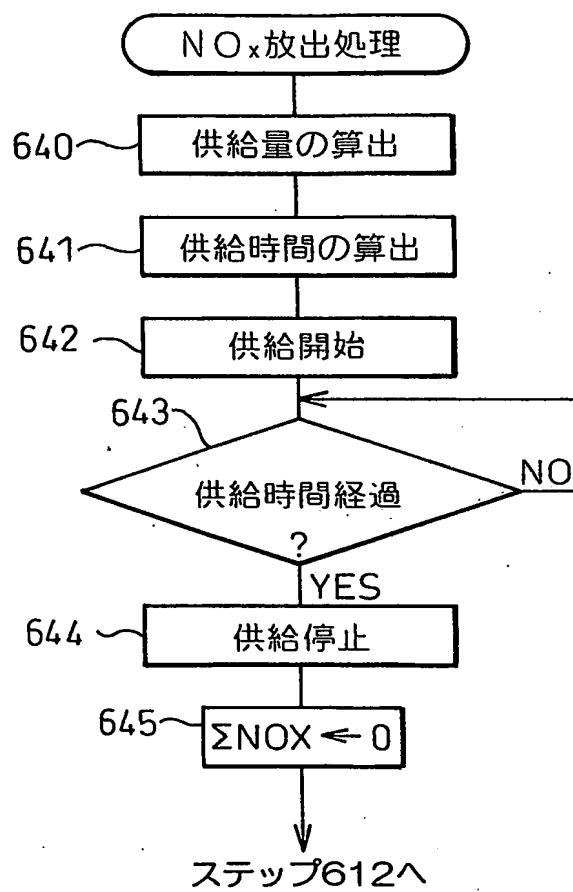 NOx放出処理
640
供給量の算出
641
供給時間の算出
642
供給開始
643
供給時間経過
?
NO
YES
644
供給停止
645
ΣNOX ← 0
ステップ612へ